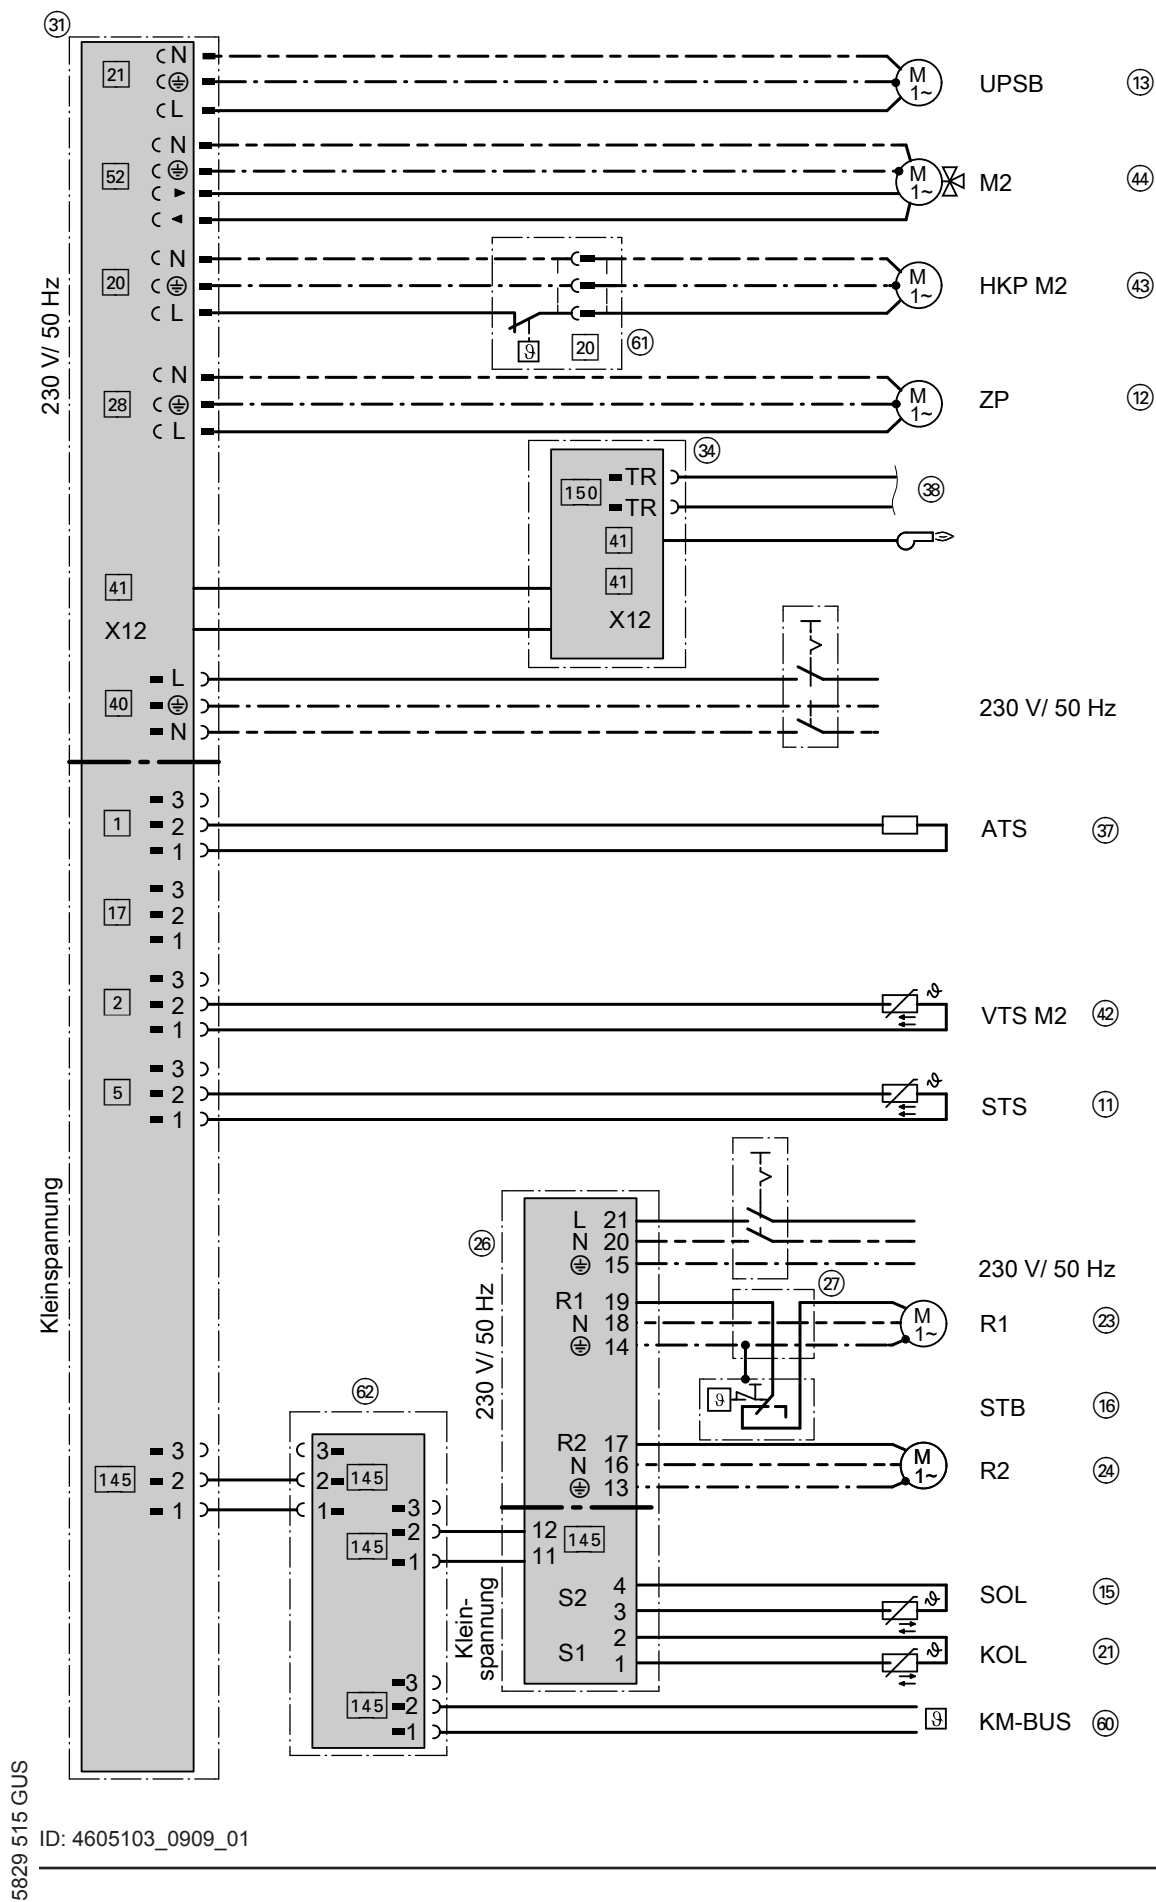 31
21
N
L
M
1~
UPSB
13
52
N
M
1~
M2
44
230 V/ 50 Hz
20
N
L
ϑ
20
61
M
1~
HKP M2
43
28
N
L
M
1~
ZP
12
34
150
TR
TR
38
41
41
X12
41
X12
40
L
N
230 V/ 50 Hz
1
3
2
1
ATS
37
17
3
2
1
2
3
2
1
ϑ
VTS M2
42
5
3
2
1
ϑ
STS
11
Kleinspannung
26
230 V/ 50 Hz
L 21
N 20
15
230 V/ 50 Hz
27
R1 19
N 18
14
M
1~
R1
23
ϑ
STB
16
R2 17
N 16
13
M
1~
R2
24
62
145
3
2
1
3
2
1
145
145
3
2
1
12
11
145
Klein-
spannung
S2
4
3
ϑ
SOL
15
S1
2
1
ϑ
KOL
21
145
3
2
1
ϑ
KM-BUS
60
5829 515 GUS
ID: 4605103_0909_01